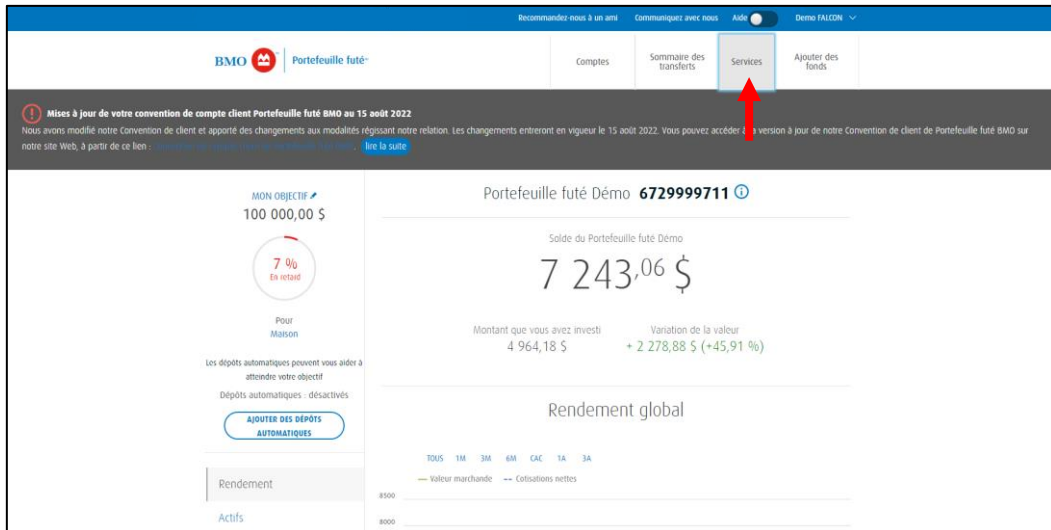 Recommandez-nous à un ami Communiquez avec nous Aide Demo FALCON
BMO Portefeuille futé
Comptes
Sommaire des
transferts
Services
Ajouter des
fonds
Mises à jour de votre convention de compte client Portefeuille futé BMO au 15 août 2022
Nous avons modifié notre Convention de client et apporté des changements aux modalités régissant notre relation. Les changements entreront en vigueur le 15 août 2022. Vous pouvez accéder à la version à jour de notre Convention de client de Portefeuille futé BMO sur
notre site Web, à partir de ce lien : lire la suite
MON OBJECTIF
100 000,00 $
7 %
En retard
Pour
Maison
Les dépôts automatiques peuvent vous aider à
atteindre votre objectif
Dépôts automatiques : désactivés
AJOUTER DES DÉPÔTS
AUTOMATIQUES
Rendement
Actifs
Portefeuille futé Démo 6729999711
Solde du Portefeuille futé Démo
7 243,06 $
Montant que vous avez investi
4 964,18 $
Variation de la valeur
+ 2 278,88 $ (+45,91 %)
Rendement global
TOUS 1M 3M 6M CAC 1A 3A
Valeur marchande Cotisations nettes
8500
8000